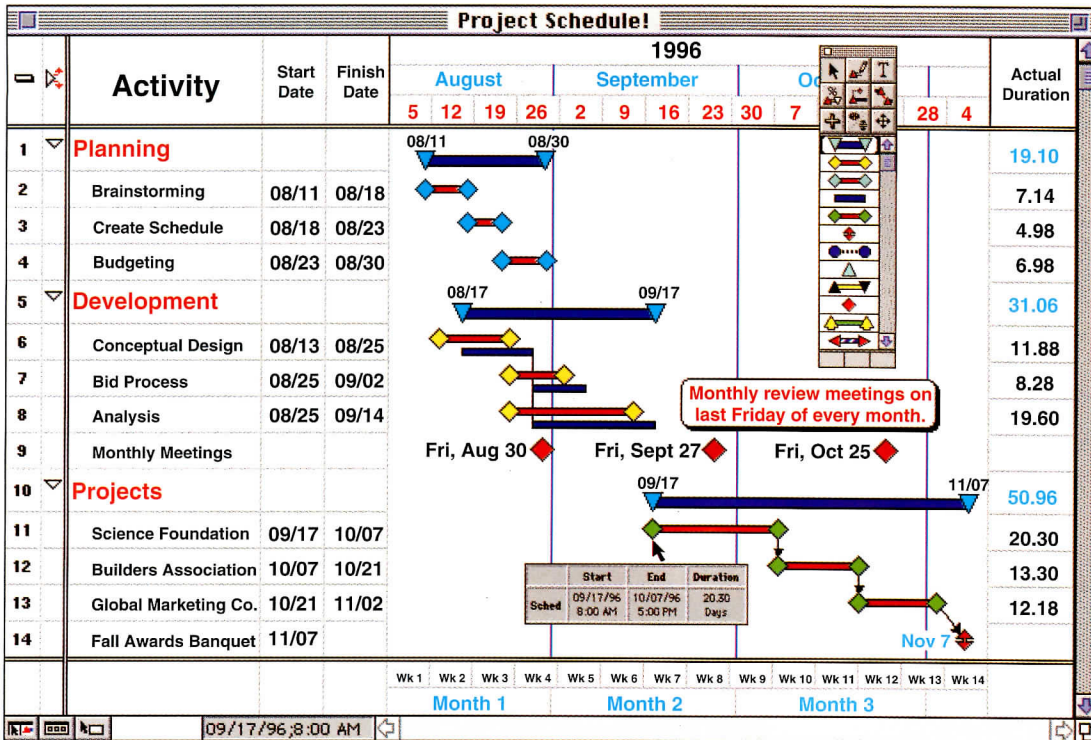 Project Schedule!
1996
Activity
Start Date
Finish Date
August
September
Oc
Actual Duration
5 12 19 26 2 9 16 23 30 7 28 4
1 Planning 08/11 08/30 19.10
2 Brainstorming 08/11 08/18 7.14
3 Create Schedule 08/18 08/23 4.98
4 Budgeting 08/23 08/30 6.98
5 Development 08/17 09/17 31.06
6 Conceptual Design 08/13 08/25 11.88
7 Bid Process 08/25 09/02 8.28
Monthly review meetings on
last Friday of every month.
8 Analysis 08/25 09/14 19.60
9 Monthly Meetings Fri, Aug 30 Fri, Sept 27 Fri, Oct 25
10 Projects 09/17 11/07 50.96
11 Science Foundation 09/17 10/07 20.30
12 Builders Association 10/07 10/21 13.30
Start End Duration
Sched 09/17/96 10/07/96 20.30
8:00 AM 5:00 PM Days
13 Global Marketing Co. 10/21 11/02 12.18
14 Fall Awards Banquet 11/07 Nov 7
Wk 1 Wk 2 Wk 3 Wk 4 Wk 5 Wk 6 Wk 7 Wk 8 Wk 9 Wk 10 Wk 11 Wk 12 Wk 13 Wk 14
Month 1 Month 2 Month 3
09/17/96;8:00 AM
T
%